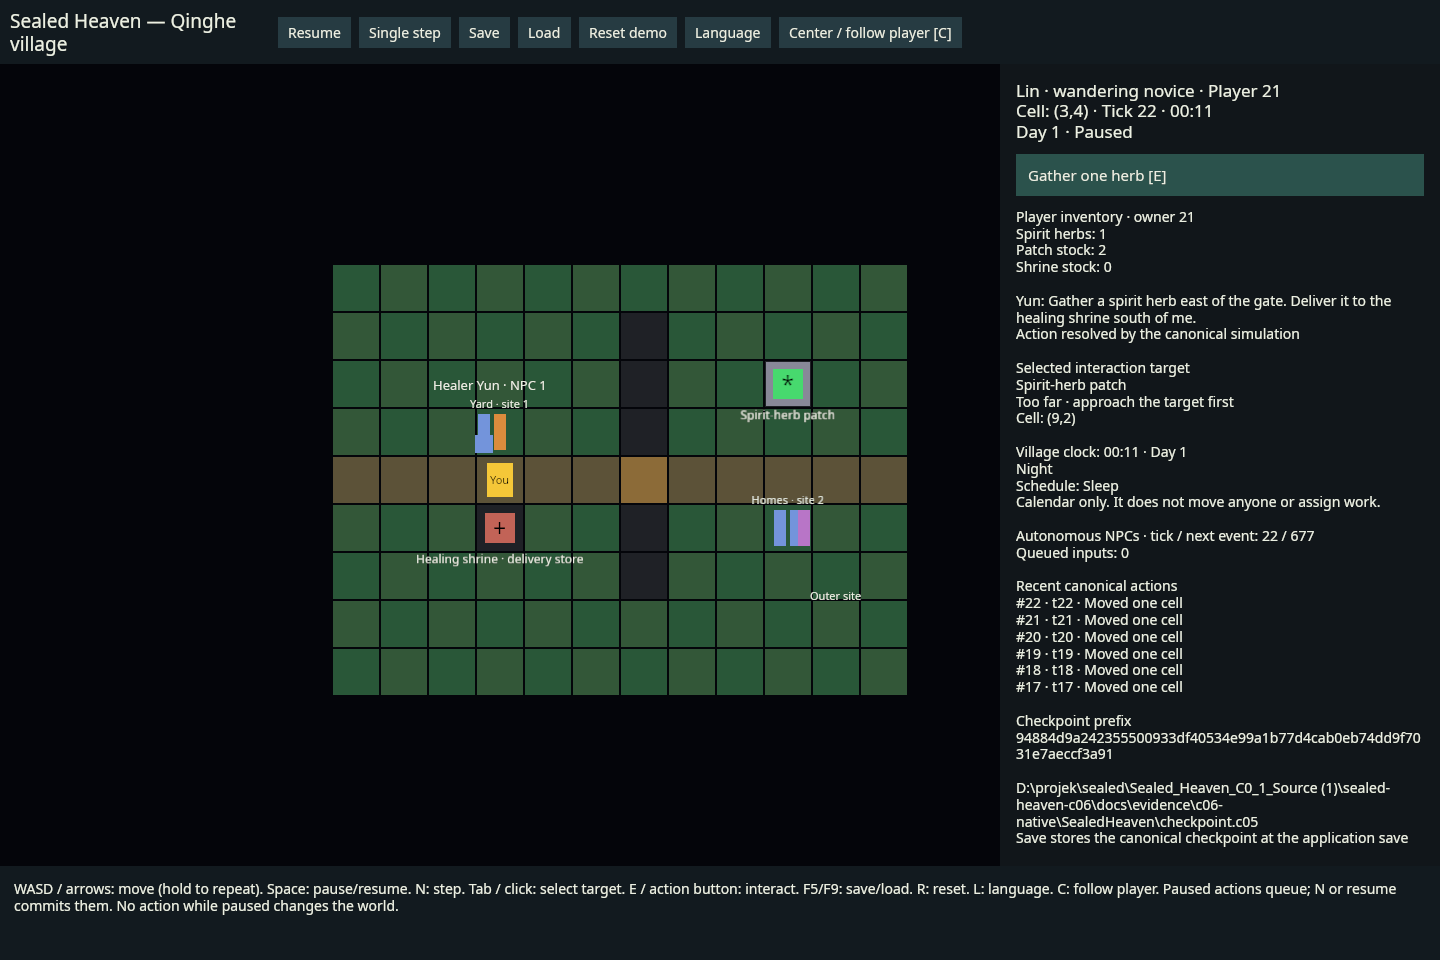 Sealed Heaven — Qinghe
village
Resume
Single step
Save
Load
Reset demo
Language
Center / follow player [C]
Lin · wandering novice · Player 21
Cell: (3,4) · Tick 22 · 00:11
Day 1 · Paused
Gather one herb [E]
Player inventory · owner 21
Spirit herbs: 1
Patch stock: 2
Shrine stock: 0
Yun: Gather a spirit herb east of the gate. Deliver it to the
healing shrine south of me.
Action resolved by the canonical simulation
Selected interaction target
Spirit-herb patch
Too far · approach the target first
Cell: (9,2)
Village clock: 00:11 · Day 1
Night
Schedule: Sleep
Calendar only. It does not move anyone or assign work.
Autonomous NPCs · tick / next event: 22 / 677
Queued inputs: 0
Recent canonical actions
#22 · t22 · Moved one cell
#21 · t21 · Moved one cell
#20 · t20 · Moved one cell
#19 · t19 · Moved one cell
#18 · t18 · Moved one cell
#17 · t17 · Moved one cell
Checkpoint prefix
94884d9a242355500933df40534e99a1b77d4cab0eb74dd9f70
31e7aeccf3a91
D:\projek\sealed\Sealed_Heaven_C0_1_Source (1)\sealed-
heaven-c06\docs\evidence\c06-
native\SealedHeaven\checkpoint.c05
Save stores the canonical checkpoint at the application save
Healer Yun · NPC 1
Yard · site 1
*
Spirit-herb patch
You
Homes · site 2
+
Healing shrine · delivery store
Outer site
WASD / arrows: move (hold to repeat). Space: pause/resume. N: step. Tab / click: select target. E / action button: interact. F5/F9: save/load. R: reset. L: language. C: follow player. Paused actions queue; N or resume
commits them. No action while paused changes the world.